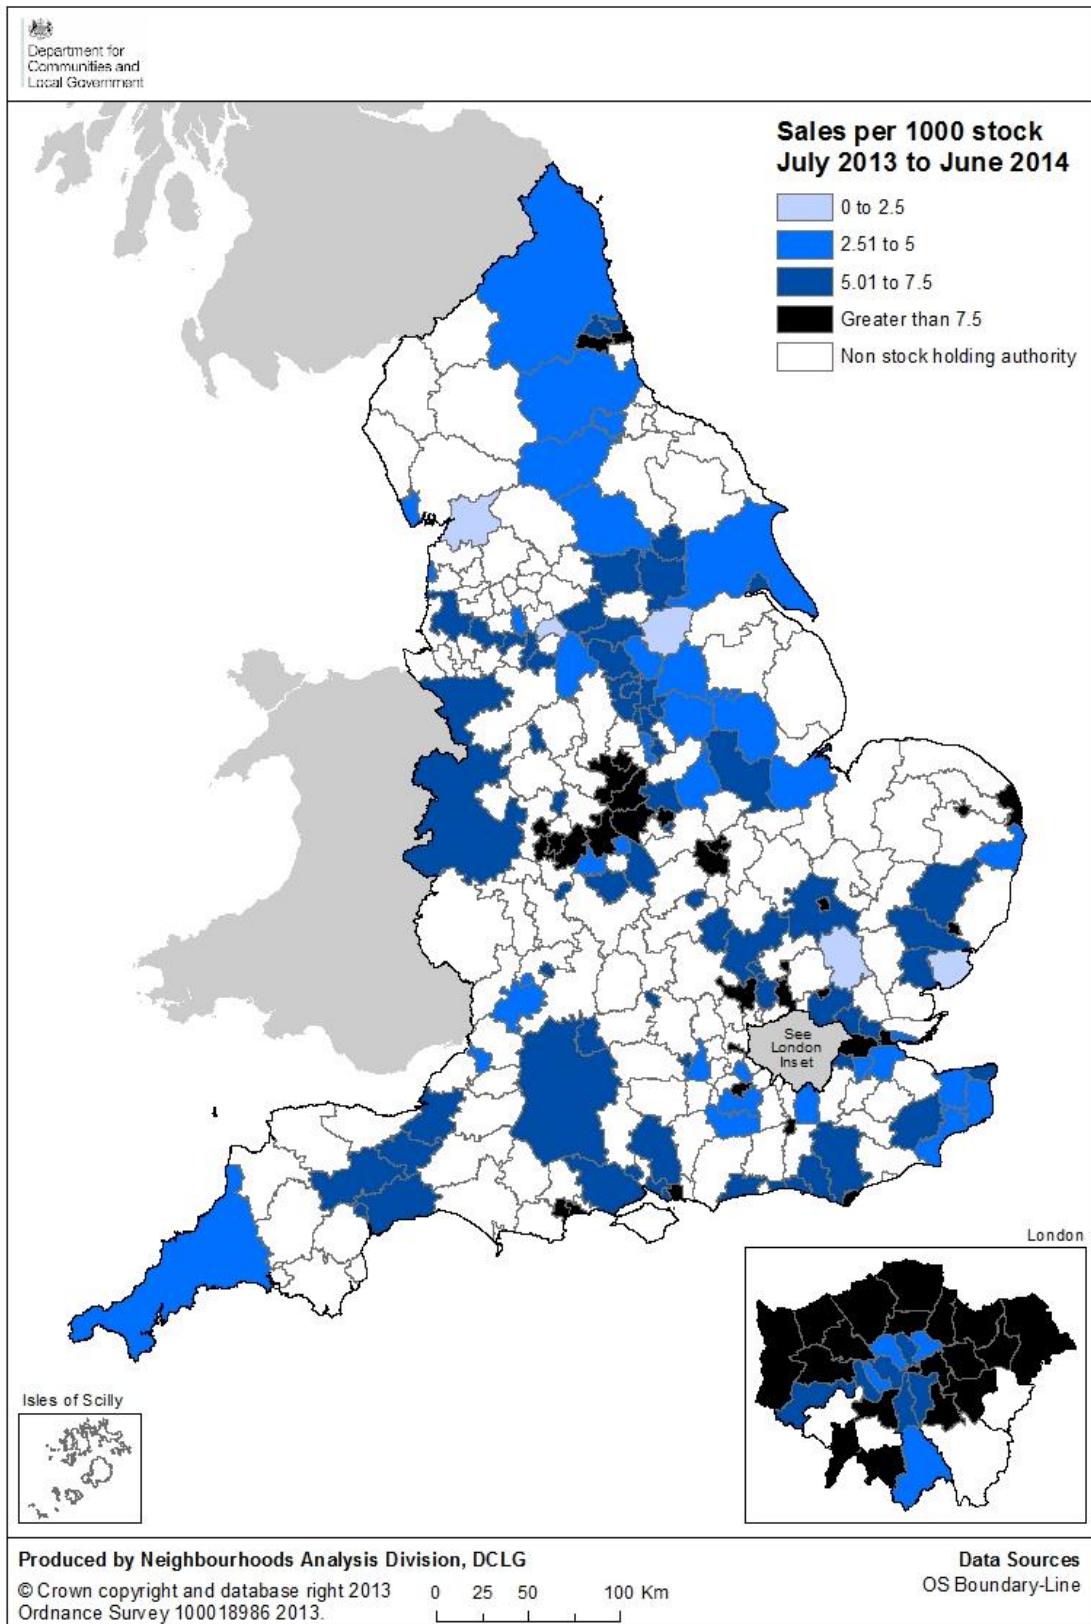 Department for
Communities and
Local Government
Sales per 1000 stock
July 2013 to June 2014
0 to 2.5
2.51 to 5
5.01 to 7.5
Greater than 7.5
Non stock holding authority
See
London
Inset
London
Isles of Scilly
Produced by Neighbourhoods Analysis Division, DCLG
© Crown copyright and database right 2013
Ordnance Survey 100018986 2013.
0 25 50 100 Km
Data Sources
OS Boundary-Line